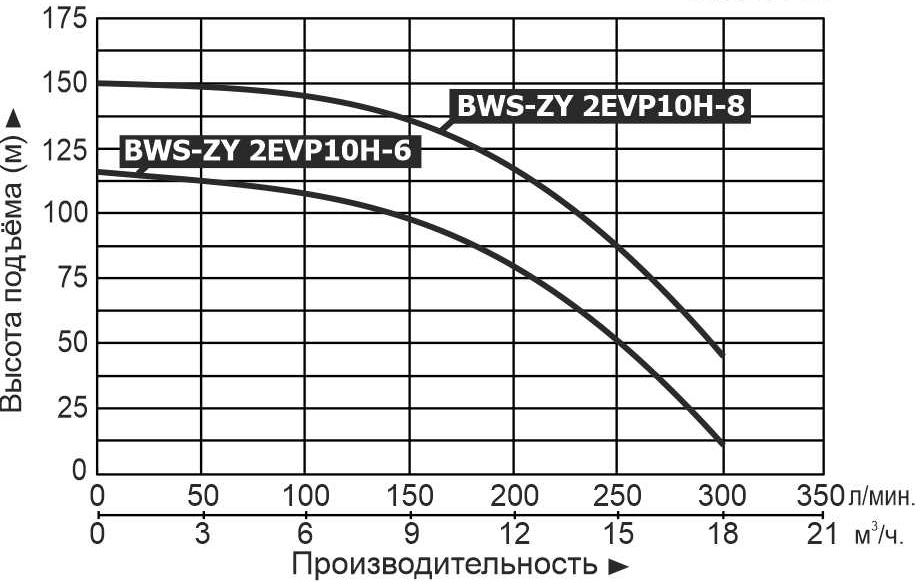 Высота подъёма (м) ►
175
150
125
100
75
50
25
0
BWS-ZY 2EVP10H-8
BWS-ZY 2EVP10H-6
0 50 100 150 200 250 300 350 л/мин.
0 3 6 9 12 15 18 21 м³/ч.
Производительность ►